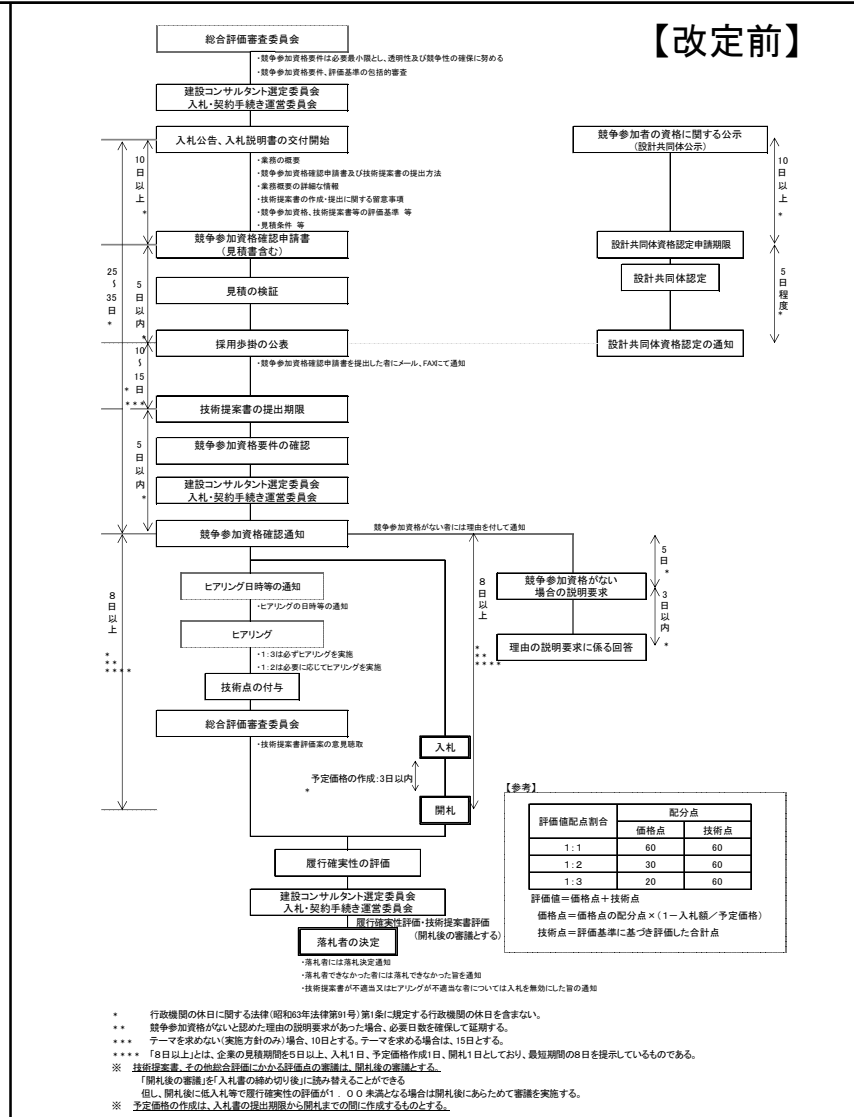 【改定前】
総合評価審査委員会
・競争参加資格要件は必要最小限とし、透明性及び競争性の確保に努める
・競争参加資格要件、評価基準の包括的審査
建設コンサルタント選定委員会
入札・契約手続き運営委員会
入札公告、入札説明書の交付開始
・業務の概要
・競争参加資格確認申請書及び技術提案書の提出方法
・業務概要の詳細な情報
・技術提案書の作成・提出に関する留意事項
・競争参加資格、技術提案書等の評価基準 等
・見積条件 等
競争参加資格確認申請書
(見積書含む)
見積の検証
採用歩掛の公表
・競争参加資格確認申請書を提出した者にメール、FAXにて通知
技術提案書の提出期限
競争参加資格要件の確認
建設コンサルタント選定委員会
入札・契約手続き運営委員会
競争参加資格確認通知
競争参加資格がない者には理由を付して通知
25〜35日 *
10日以上 *
5日以内 *
10〜15日 * ***
5日以内 *
競争参加者の資格に関する公示
(設計共同体公示)
設計共同体資格認定申請期限
設計共同体認定
設計共同体資格認定の通知
10日以上 *
5日程度 *
8日以上 * ** ****
ヒアリング日時等の通知
・ヒアリングの日時等の通知
ヒアリング
・1:3は必ずヒアリングを実施
・1:2は必要に応じてヒアリングを実施
技術点の付与
総合評価審査委員会
・技術提案書評価案の意見聴取
8日以上 * ** ****
入札
予定価格の作成:3日以内
*
開札
競争参加資格がない
場合の説明要求
理由の説明要求に係る回答
5日 *
3日以内 *
履行確実性の評価
建設コンサルタント選定委員会
入札・契約手続き運営委員会
履行確実性評価・技術提案書評価
(開札後の審議とする)
落札者の決定
・落札者には落札決定通知
・落札者できなかった者には落札できなかった旨を通知
・技術提案書が不適当又はヒアリングが不適当な者については入札を無効にした旨の通知
【参考】
評価値配点割合 配分点
価格点 技術点
1:1 60 60
1:2 30 60
1:3 20 60
評価値=価格点+技術点
価格点=価格点の配分点×(1-入札額/予定価格)
技術点=評価基準に基づき評価した合計点
* 行政機関の休日に関する法律(昭和63年法律第91号)第1条に規定する行政機関の休日を含まない。
** 競争参加資格がないと認めた理由の説明要求があった場合、必要日数を確保して延期する。
*** テーマを求めない(実施方針のみ)場合、10日とする。テーマを求める場合は、15日とする。
**** 「8日以上」とは、企業の見積期間を5日以上、入札1日、予定価格作成1日、開札1日としており、最短期間の8日を提示しているものである。
※ 技術提案書、その他総合評価にかかる評価点の審議は、開札後の審議とする。
「開札後の審議」を「入札書の締め切り後」に読み替えることができる
但し、開札後に低入札等で履行確実性の評価が1.00未満となる場合は開札後にあらためて審議を実施する。
※ 予定価格の作成は、入札書の提出期限から開札までの間に作成するものとする。